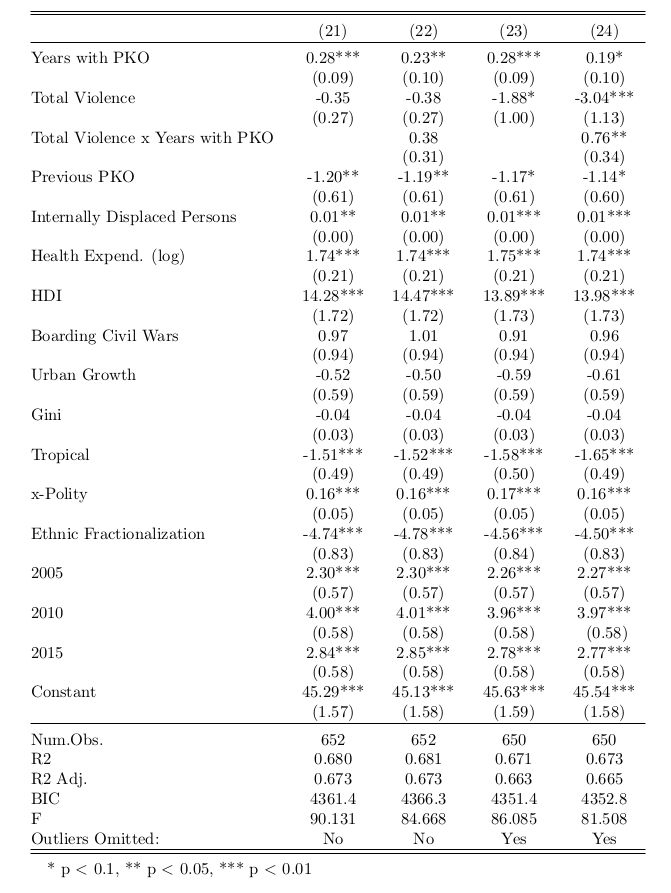 (21) (22) (23) (24)
Years with PKO 0.28*** 0.23** 0.28*** 0.19*
(0.09) (0.10) (0.09) (0.10)
Total Violence -0.35 -0.38 -1.88* -3.04***
(0.27) (0.27) (1.00) (1.13)
Total Violence x Years with PKO 0.38 0.76**
(0.31) (0.34)
Previous PKO -1.20** -1.19** -1.17* -1.14*
(0.61) (0.61) (0.61) (0.60)
Internally Displaced Persons 0.01** 0.01** 0.01*** 0.01***
(0.00) (0.00) (0.00) (0.00)
Health Expend. (log) 1.74*** 1.74*** 1.75*** 1.74***
(0.21) (0.21) (0.21) (0.21)
HDI 14.28*** 14.47*** 13.89*** 13.98***
(1.72) (1.72) (1.73) (1.73)
Boarding Civil Wars 0.97 1.01 0.91 0.96
(0.94) (0.94) (0.94) (0.94)
Urban Growth -0.52 -0.50 -0.59 -0.61
(0.59) (0.59) (0.59) (0.59)
Gini -0.04 -0.04 -0.04 -0.04
(0.03) (0.03) (0.03) (0.03)
Tropical -1.51*** -1.52*** -1.58*** -1.65***
(0.49) (0.49) (0.50) (0.49)
x-Polity 0.16*** 0.16*** 0.17*** 0.16***
(0.05) (0.05) (0.05) (0.05)
Ethnic Fractionalization -4.74*** -4.78*** -4.56*** -4.50***
(0.83) (0.83) (0.84) (0.83)
2005 2.30*** 2.30*** 2.26*** 2.27***
(0.57) (0.57) (0.57) (0.57)
2010 4.00*** 4.01*** 3.96*** 3.97***
(0.58) (0.58) (0.58) (0.58)
2015 2.84*** 2.85*** 2.78*** 2.77***
(0.58) (0.58) (0.58) (0.58)
Constant 45.29*** 45.13*** 45.63*** 45.54***
(1.57) (1.58) (1.59) (1.58)
Num.Obs. 652 652 650 650
R2 0.680 0.681 0.671 0.673
R2 Adj. 0.673 0.673 0.663 0.665
BIC 4361.4 4366.3 4351.4 4352.8
F 90.131 84.668 86.085 81.508
Outliers Omitted: No No Yes Yes
* p < 0.1, ** p < 0.05, *** p < 0.01